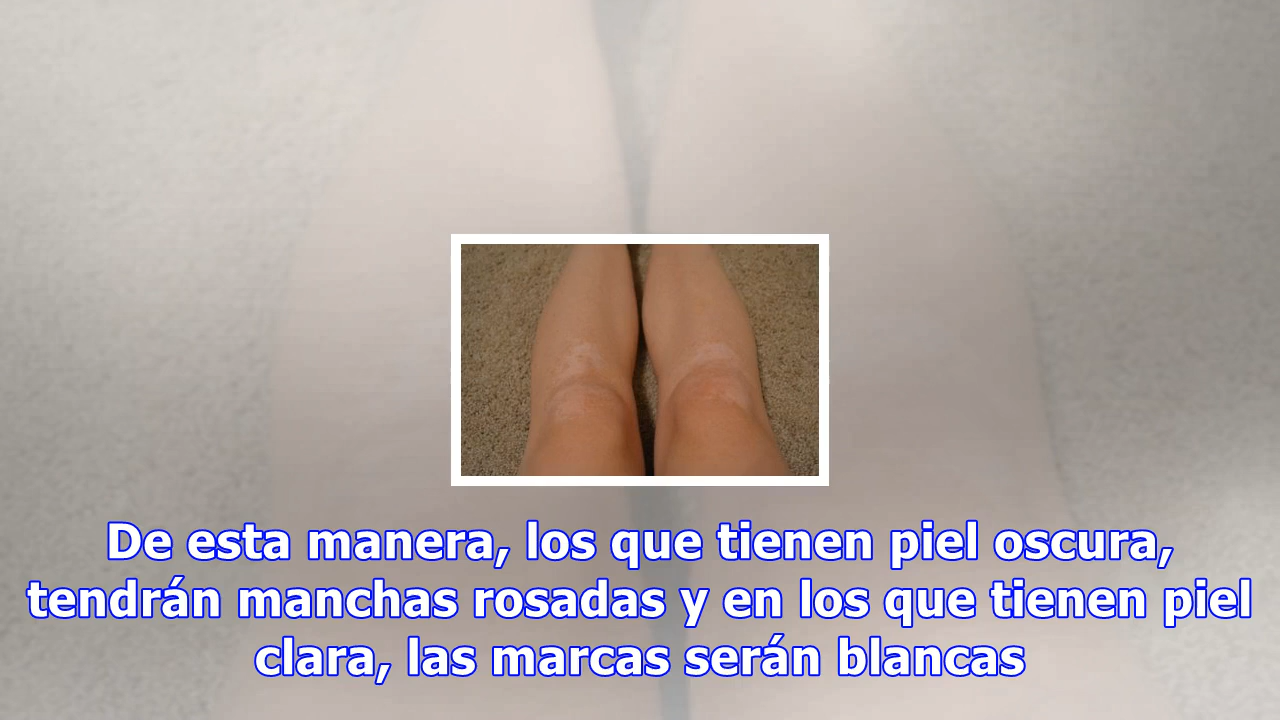 De esta manera, los que tienen piel oscura,
tendrán manchas rosadas y en los que tienen piel
clara, las marcas serán blancas